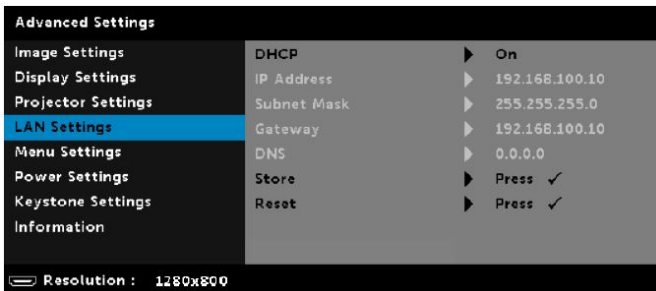 Advanced Settings
Image Settings
Display Settings
Projector Settings
LAN Settings
Menu Settings
Power Settings
Keystone Settings
Information
DHCP On
IP Address 192.168.100.10
Subnet Mask 255.255.255.0
Gateway 192.168.100.10
DNS 0.0.0.0
Store Press ✓
Reset Press ✓
Resolution : 1280x800